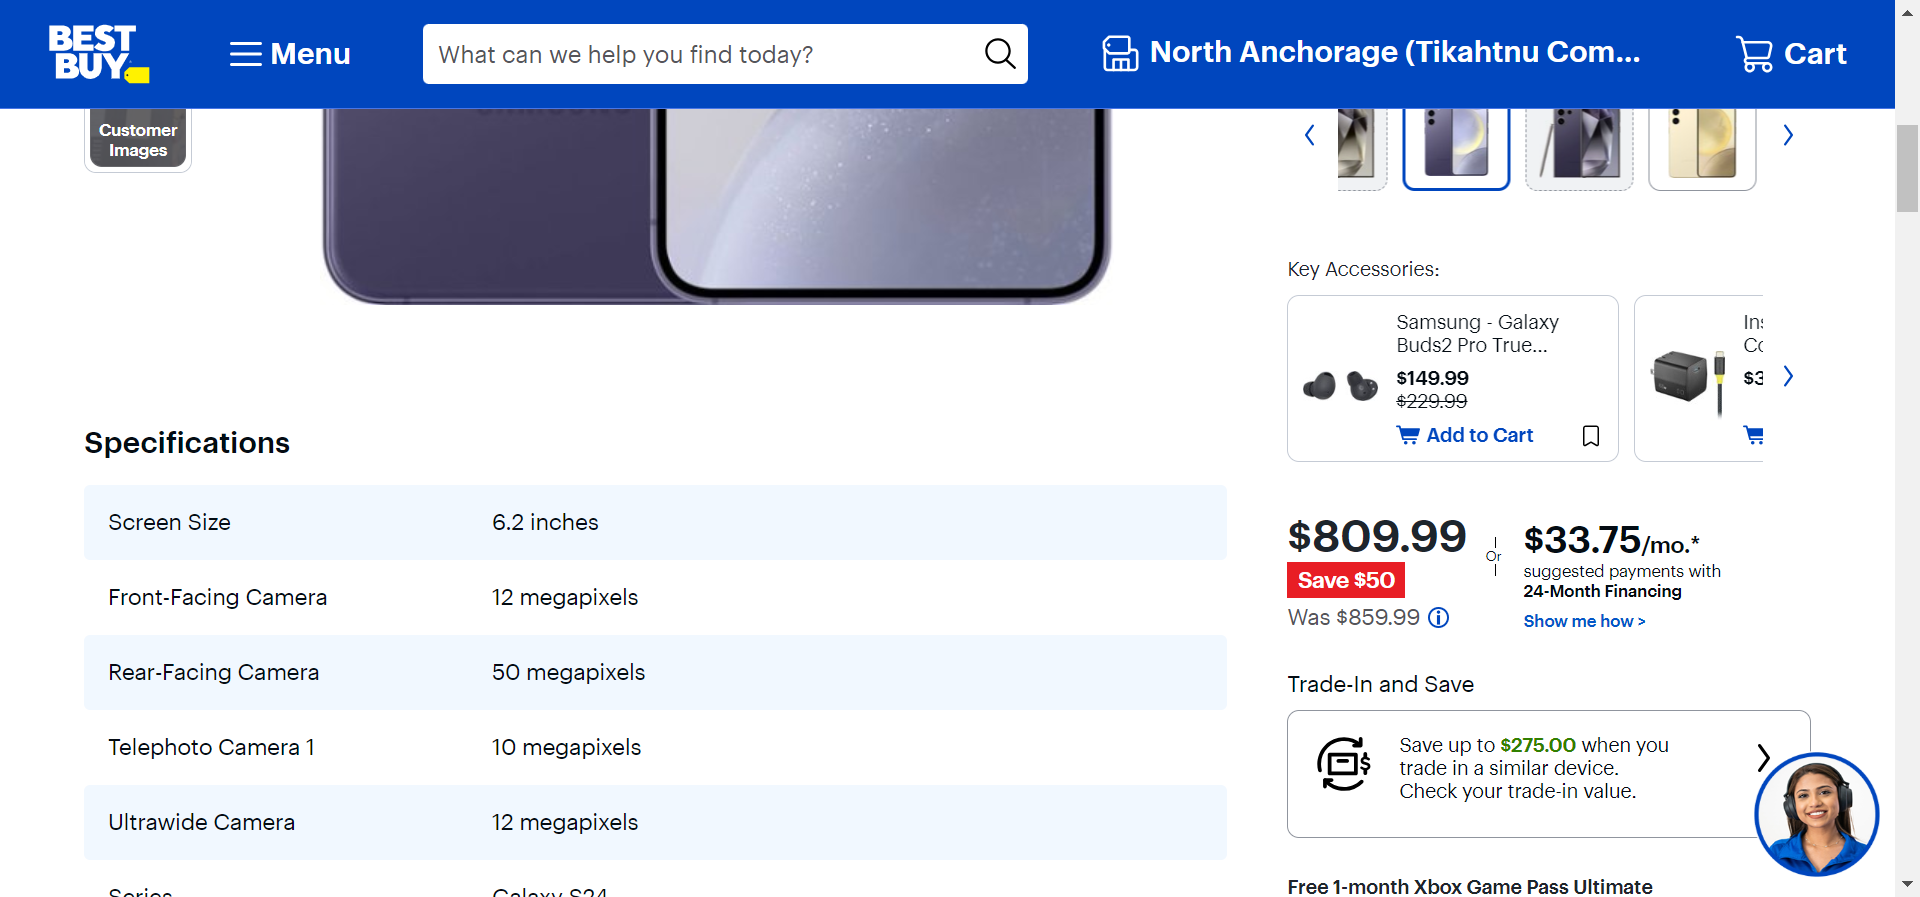 BEST
BUY
Menu
What can we help you find today?
North Anchorage (Tikahtnu Com...
Cart
Customer
Images
Key Accessories:
Samsung - Galaxy
Buds2 Pro True...
$149.99
$229.99
Add to Cart
Ins
Co
$3
Specifications
Screen Size 6.2 inches
Front-Facing Camera 12 megapixels
Rear-Facing Camera 50 megapixels
Telephoto Camera 1 10 megapixels
Ultrawide Camera 12 megapixels
Series Galaxy S24
$809.99
Save $50
Was $859.99
Or
$33.75/mo.*
suggested payments with
24-Month Financing
Show me how >
Trade-In and Save
Save up to $275.00 when you
trade in a similar device.
Check your trade-in value.
Free 1-month Xbox Game Pass Ultimate